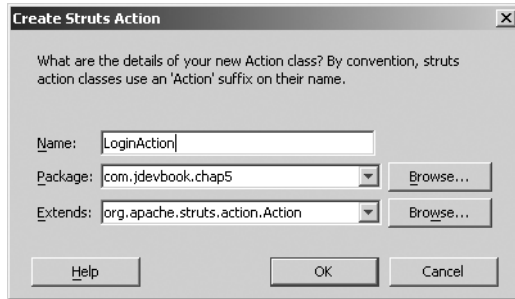 Create Struts Action
What are the details of your new Action class? By convention, struts
action classes use an 'Action' suffix on their name.
Name: LoginAction
Package: com.jdevbook.chap5 Browse...
Extends: org.apache.struts.action.Action Browse...
Help OK Cancel